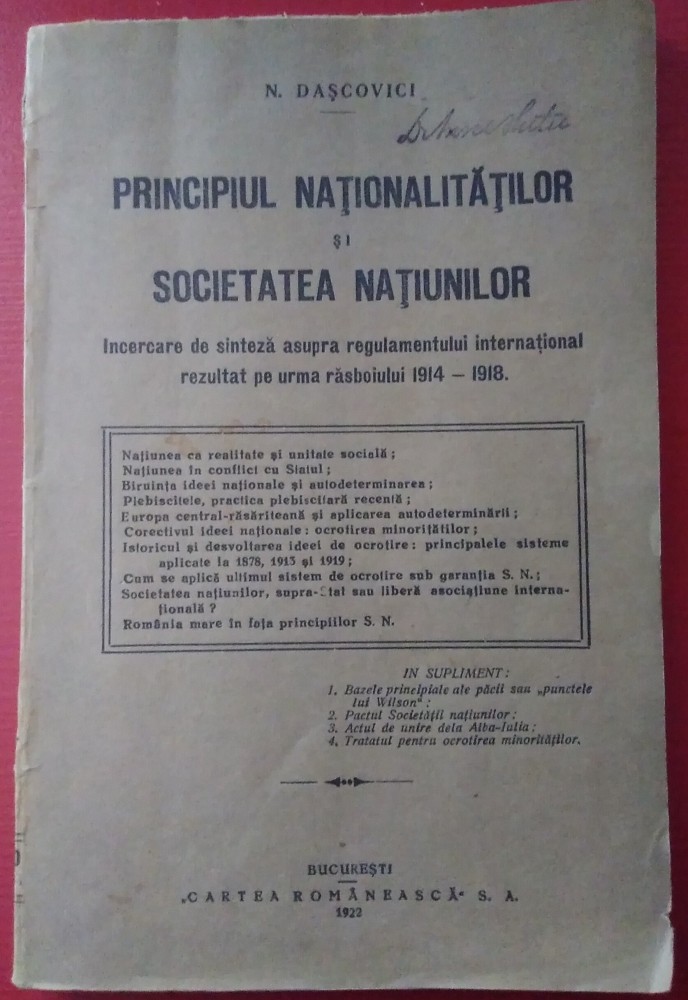 N. DAŞCOVICI
PRINCIPIUL NAŢIONALITĂŢILOR
ŞI
SOCIETATEA NAŢIUNILOR
Incercare de sinteză asupra regulamentului internaţional
rezultat pe urma răsboiului 1914 — 1918.
Naţiunea ca realitate şi unitate socială ;
Naţiunea în conflict cu Statul ;
Biruinţa ideei naţionale şi autodeterminarea ;
Plebiscitele, practica plebiscitară recentă ;
Europa central-răsăriteană şi aplicarea autodeterminării ;
Corectivul ideei naţionale : ocrotirea minorităţilor ;
Istoricul şi desvoltarea ideei de ocrotire : principalele sisteme
aplicate la 1878, 1913 şi 1919 ;
Cum se aplică ultimul sistem de ocrotire sub garanţia S. N. ;
Societatea naţiunilor, supra-Stat sau liberă asociaţiune interna-
ţională ?
România mare în faţa principiilor S. N.
IN SUPLIMENT :
1. Bazele principiale ale păcii sau „punctele
lui Wilson“ ;
2. Pactul Societăţii naţiunilor ;
3. Actul de unire dela Alba-Iulia ;
4. Tratatul pentru ocrotirea minorităţilor.
BUCUREŞTI
„CARTEA ROMÂNEASCĂ“ S. A.
1922